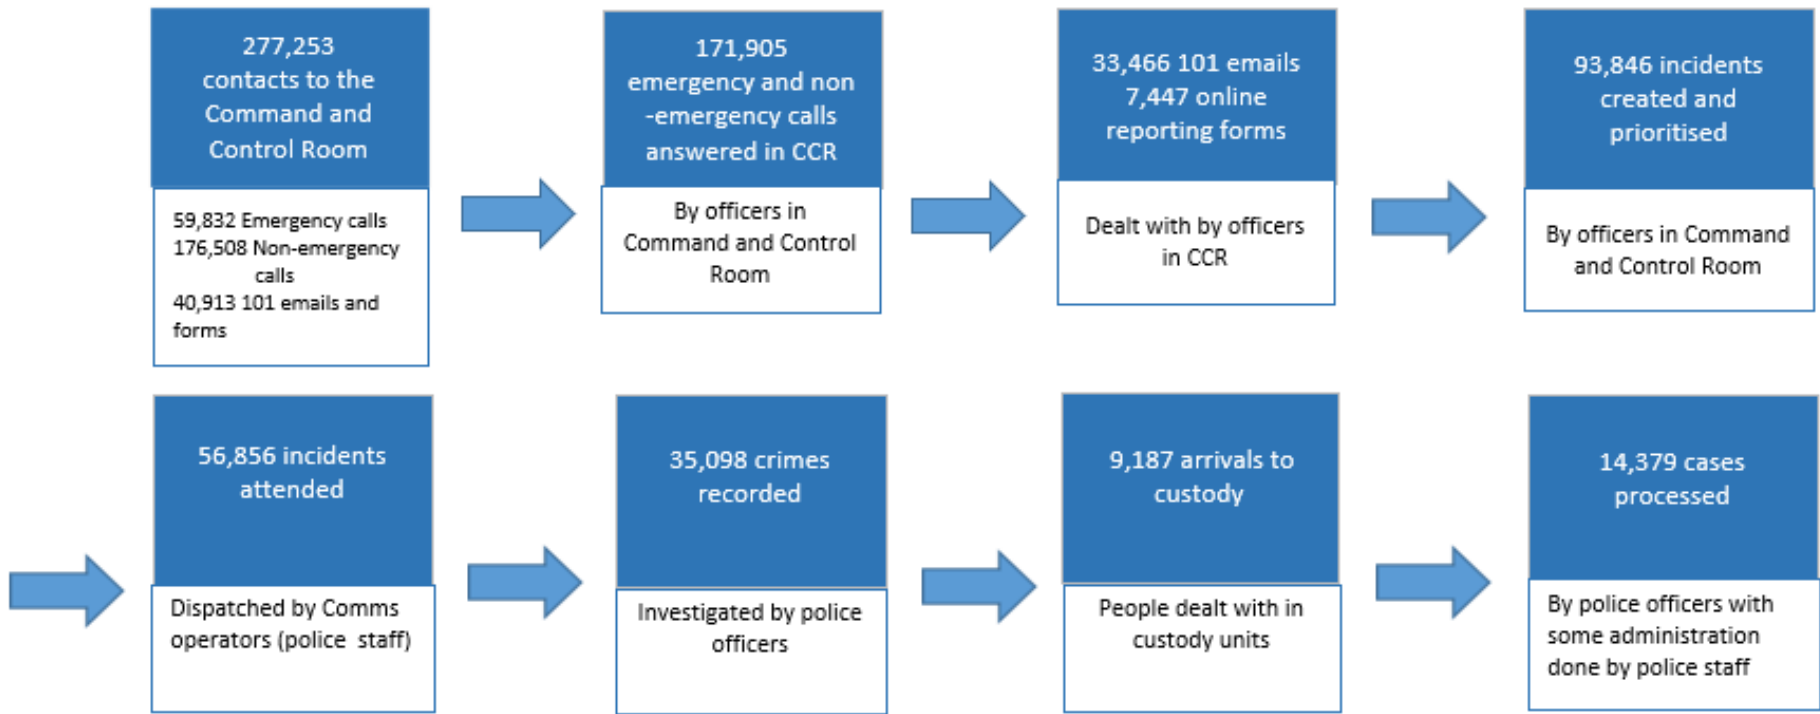 277,253
contacts to the
Command and
Control Room
59,832 Emergency calls
176,508 Non-emergency
calls
40,913 101 emails and
forms
171,905
emergency and non
-emergency calls
answered in CCR
By officers in
Command and Control
Room
33,466 101 emails
7,447 online
reporting forms
Dealt with by officers
in CCR
93,846 incidents
created and
prioritised
By officers in Command
and Control Room
56,856 incidents
attended
Dispatched by Comms
operators (police staff)
35,098 crimes
recorded
Investigated by police
officers
9,187 arrivals to
custody
People dealt with in
custody units
14,379 cases
processed
By police officers with
some administration
done by police staff